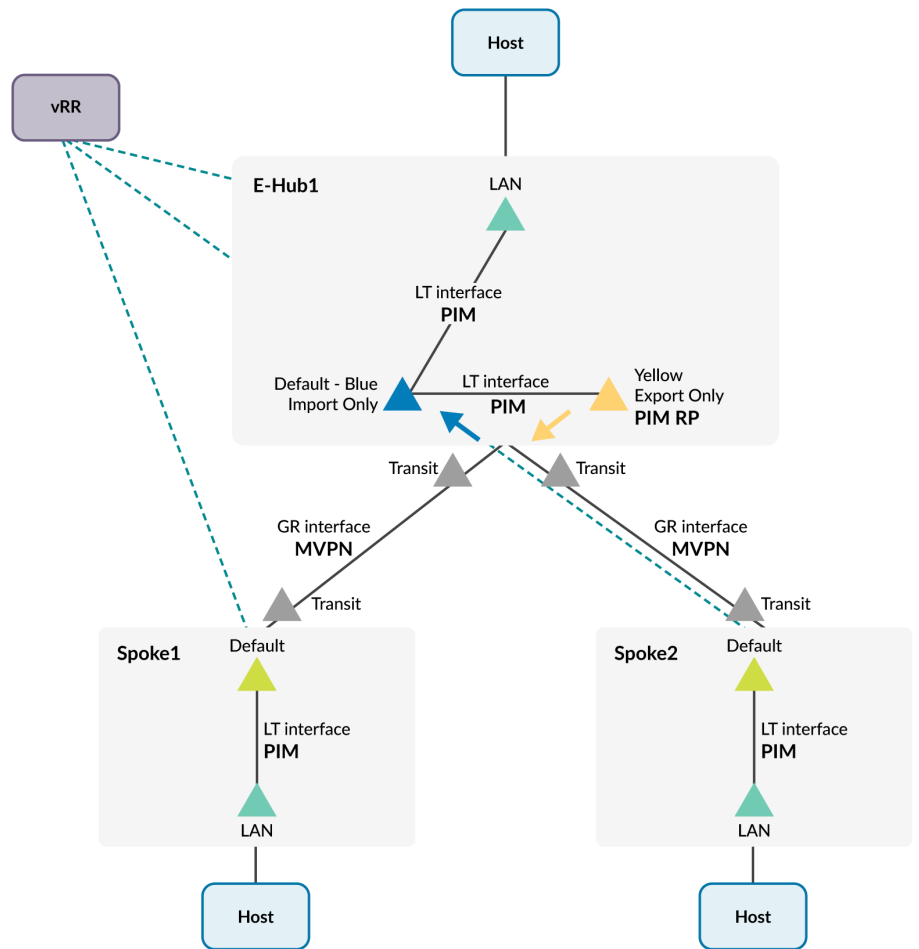 Host
vRR
E-Hub1
LAN
LT interface
PIM
Default - Blue
Import Only
LT interface
PIM
Yellow
Export Only
PIM RP
Transit
Transit
GR interface
MVPN
GR interface
MVPN
Transit
Transit
Spoke1
Default
LT interface
PIM
LAN
Host
Spoke2
Default
LT interface
PIM
LAN
Host